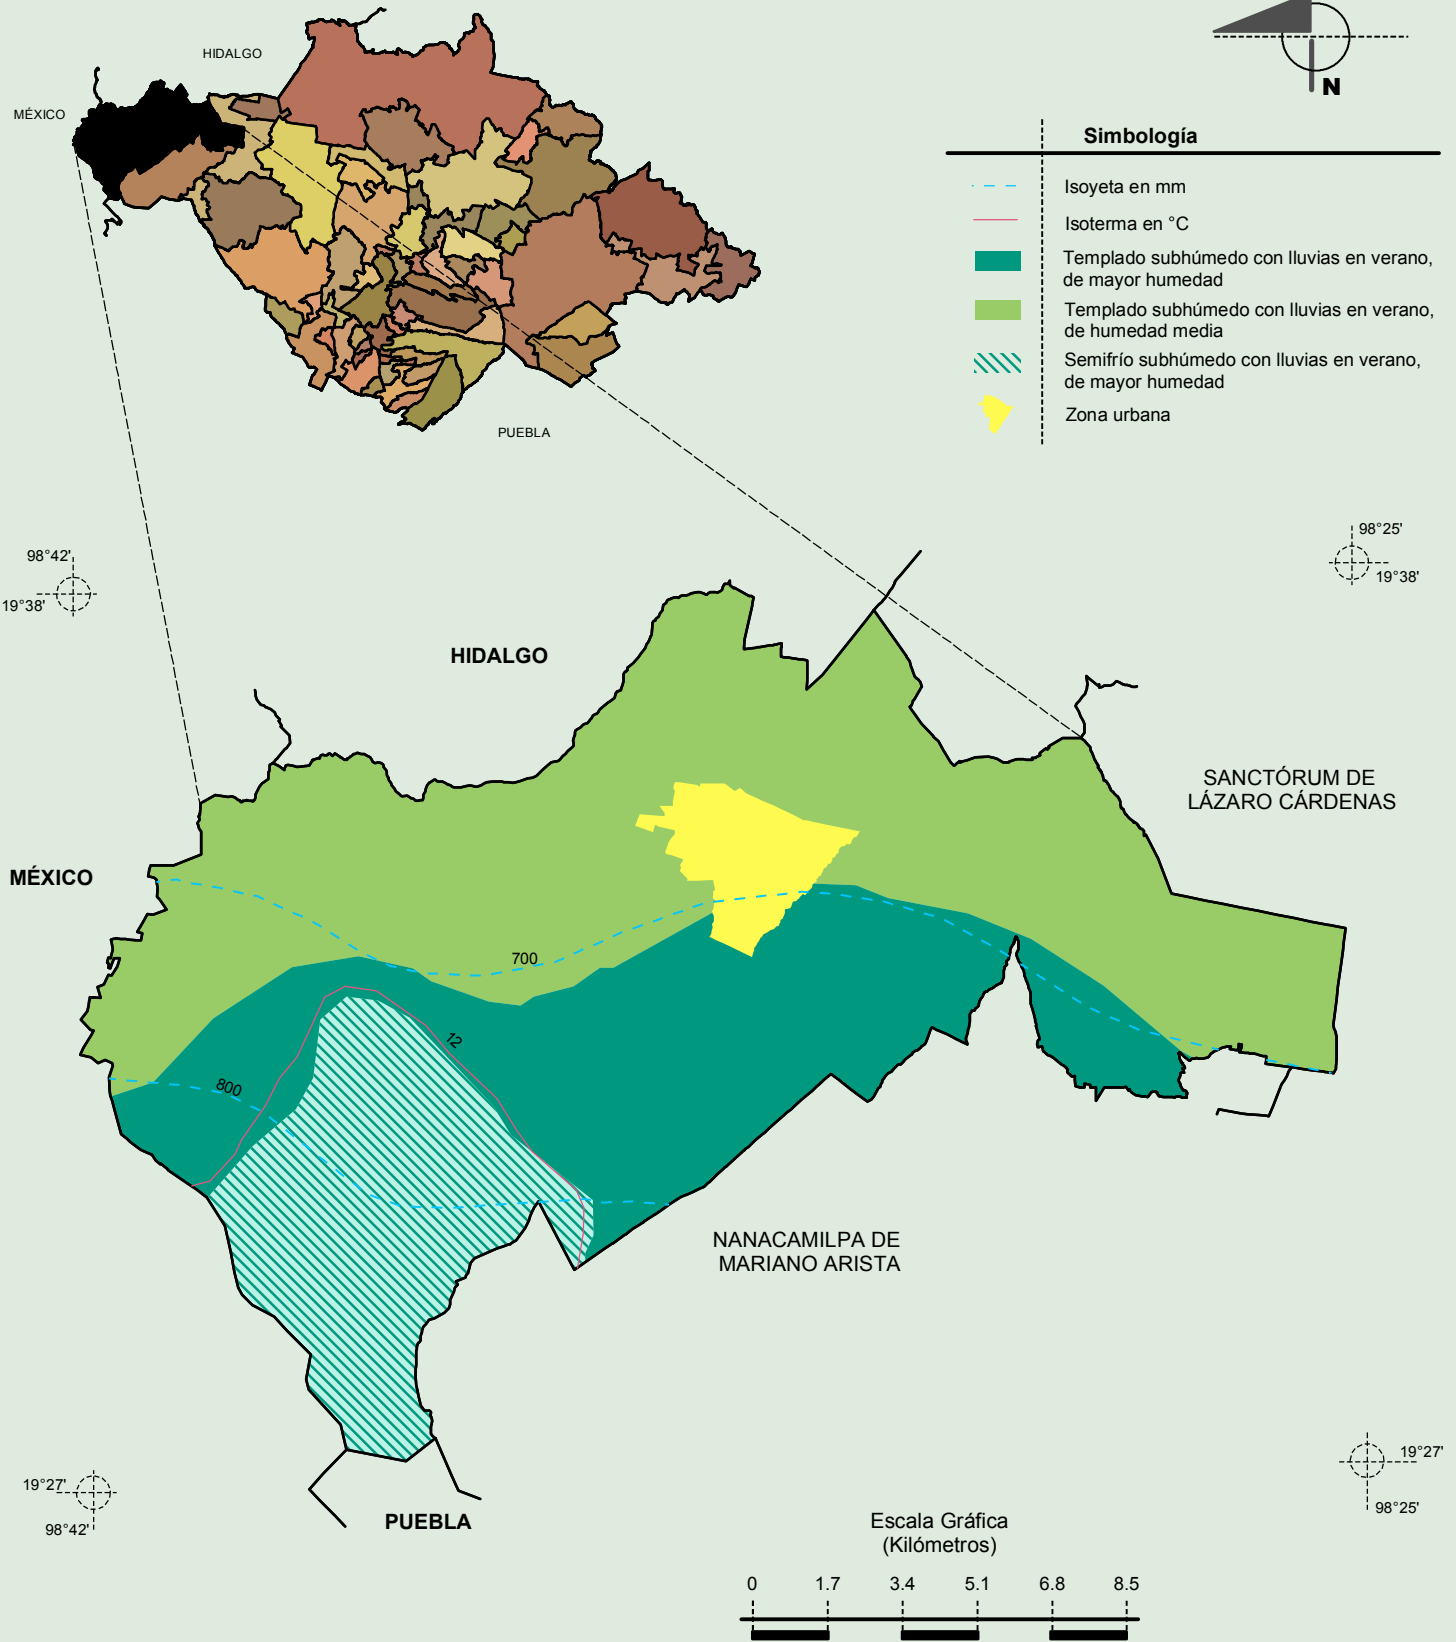 HIDALGO
MÉXICO
PUEBLA
N
Simbología
Isoyeta en mm
Isoterma en °C
Templado subhúmedo con lluvias en verano,
de mayor humedad
Templado subhúmedo con lluvias en verano,
de humedad media
Semifrío subhúmedo con lluvias en verano,
de mayor humedad
Zona urbana
98°42'
19°38'
98°25'
19°38'
HIDALGO
SANCTÓRUM DE
LÁZARO CÁRDENAS
MÉXICO
700
12
800
NANACAMILPA DE
MARIANO ARISTA
19°27'
98°42'
19°27'
98°25'
PUEBLA
Escala Gráfica
(Kilómetros)
0 1.7 3.4 5.1 6.8 8.5